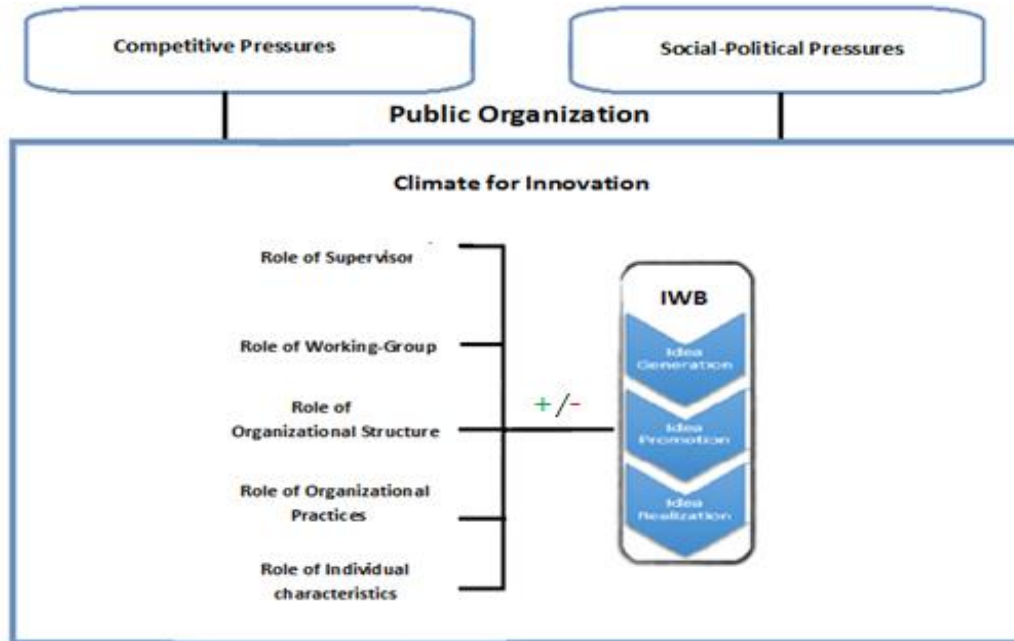 Competitive Pressures
Social-Political Pressures
Public Organization
Climate for Innovation
Role of Supervisor
Role of Working-Group
Role of
Organizational Structure
Role of Organizational
Practices
Role of Individual
characteristics
+/-
IWB
Idea
Generation
Idea
Promotion
Idea
Realization